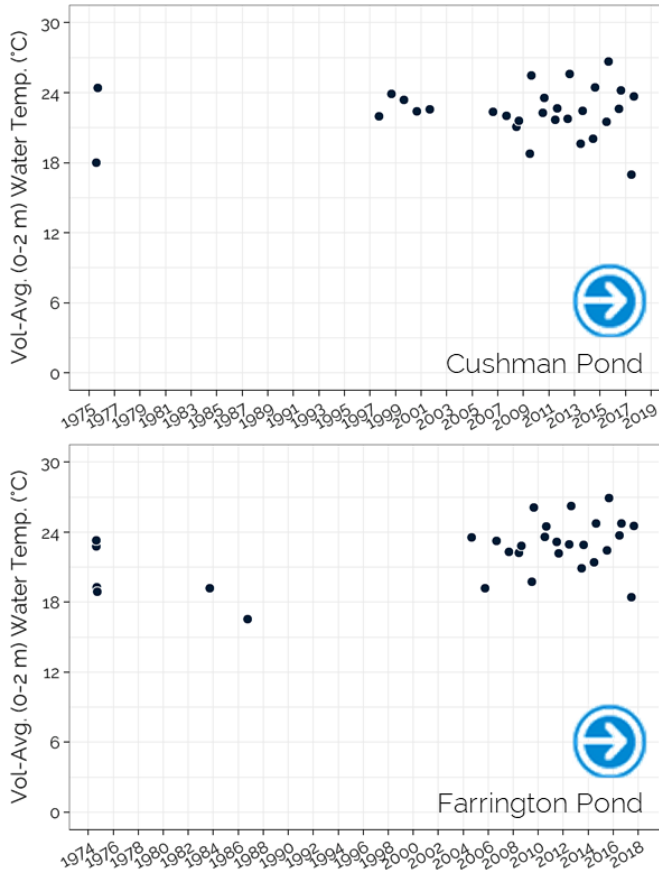 Vol-Avg. (0-2 m) Water Temp. (°C)
30
24
18
12
6
0
Cushman Pond
1975 1977 1979 1981 1983 1985 1987 1989 1991 1993 1995 1997 1999 2001 2003 2005 2007 2009 2011 2013 2015 2017 2019
Vol-Avg. (0-2 m) Water Temp. (°C)
30
24
18
12
6
0
Farrington Pond
1974 1976 1978 1980 1982 1984 1986 1988 1990 1992 1994 1996 1998 2000 2002 2004 2006 2008 2010 2012 2014 2016 2018